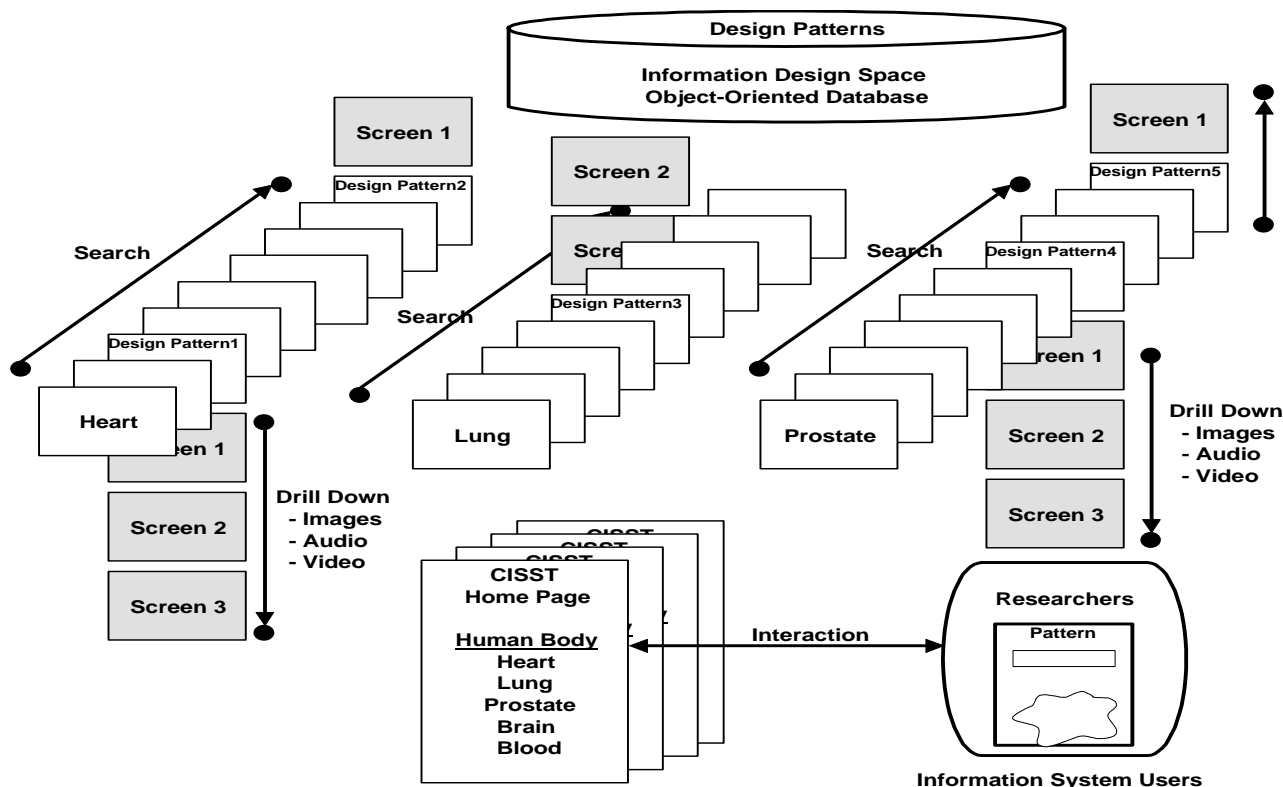 Design Patterns
Information Design Space
Object-Oriented Database
Screen 1
Design Pattern2
Search
Design Pattern1
Heart
Screen 1
Screen 2
Screen 3
Drill Down
- Images
- Audio
- Video
Screen 2
Scre
Search
Design Pattern3
Lung
Screen 1
Design Pattern5
Search
Design Pattern4
Screen 1
Prostate
Screen 2
Screen 3
Drill Down
- Images
- Audio
- Video
CISST
CISST
CISST
CISST
Home Page
Human Body
Heart
Lung
Prostate
Brain
Blood
Interaction
Researchers
Pattern
Information System Users